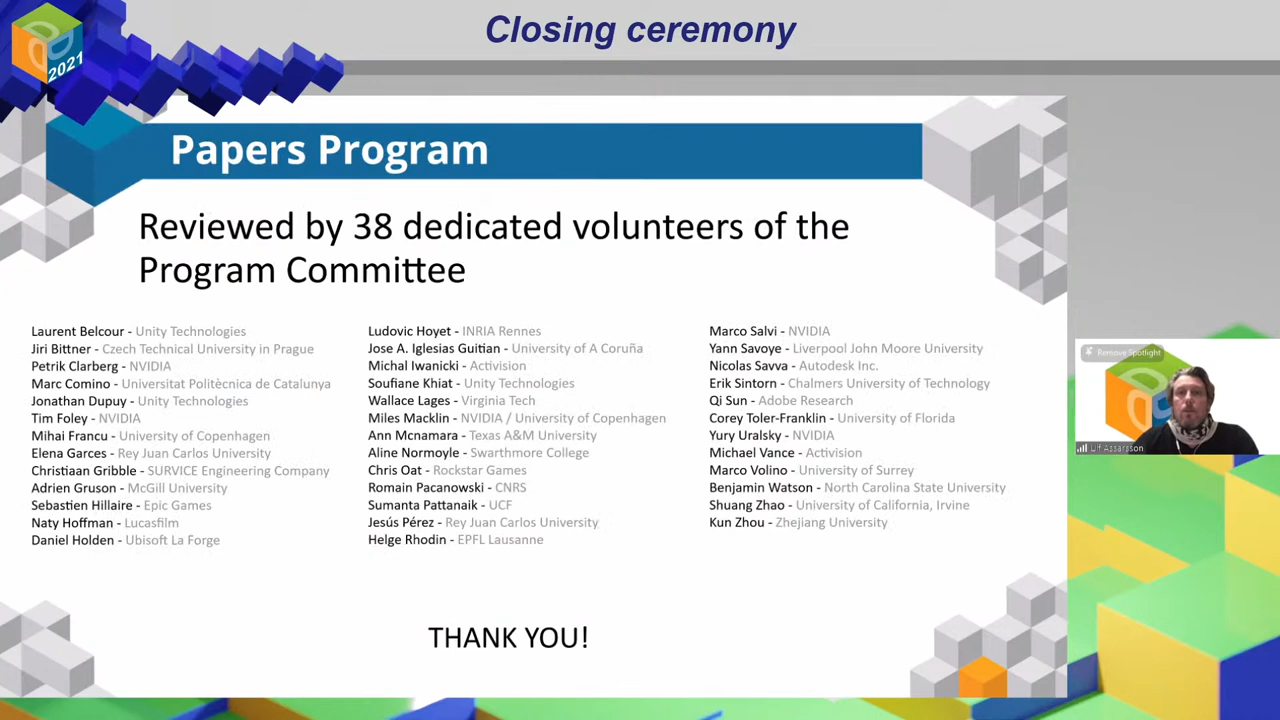 Closing ceremony
2021
Papers Program
Reviewed by 38 dedicated volunteers of the
Program Committee
Laurent Belcour - Unity Technologies
Jiri Bittner - Czech Technical University in Prague
Petrik Clarberg - NVIDIA
Marc Comino - Universitat Politècnica de Catalunya
Jonathan Dupuy - Unity Technologies
Tim Foley - NVIDIA
Mihai Francu - University of Copenhagen
Elena Garces - Rey Juan Carlos University
Christiaan Gribble - SURVICE Engineering Company
Adrien Gruson - McGill University
Sebastien Hillaire - Epic Games
Naty Hoffman - Lucasfilm
Daniel Holden - Ubisoft La Forge
Ludovic Hoyet - INRIA Rennes
Jose A. Iglesias Guitian - University of A Coruña
Michal Iwanicki - Activision
Soufiane Khiat - Unity Technologies
Wallace Lages - Virginia Tech
Miles Macklin - NVIDIA / University of Copenhagen
Ann Mcnamara - Texas A&M University
Aline Normoyle - Swarthmore College
Chris Oat - Rockstar Games
Romain Pacanowski - CNRS
Sumanta Pattanaik - UCF
Jesús Pérez - Rey Juan Carlos University
Helge Rhodin - EPFL Lausanne
Marco Salvi - NVIDIA
Yann Savoye - Liverpool John Moore University
Nicolas Savva - Autodesk Inc.
Erik Sintorn - Chalmers University of Technology
Qi Sun - Adobe Research
Corey Toler-Franklin - University of Florida
Yury Uralsky - NVIDIA
Michael Vance - Activision
Marco Volino - University of Surrey
Benjamin Watson - North Carolina State University
Shuang Zhao - University of California, Irvine
Kun Zhou - Zhejiang University
THANK YOU!
Remove Spotlight
Ulf Assarsson